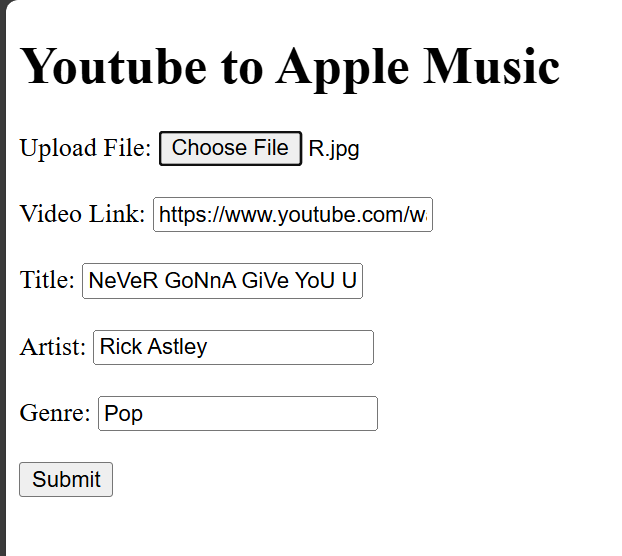 Youtube to Apple Music
Upload File: Choose File R.jpg
Video Link: https://www.youtube.com/w
Title: NeVeR GoNnA GiVe YoU U
Artist: Rick Astley
Genre: Pop
Submit